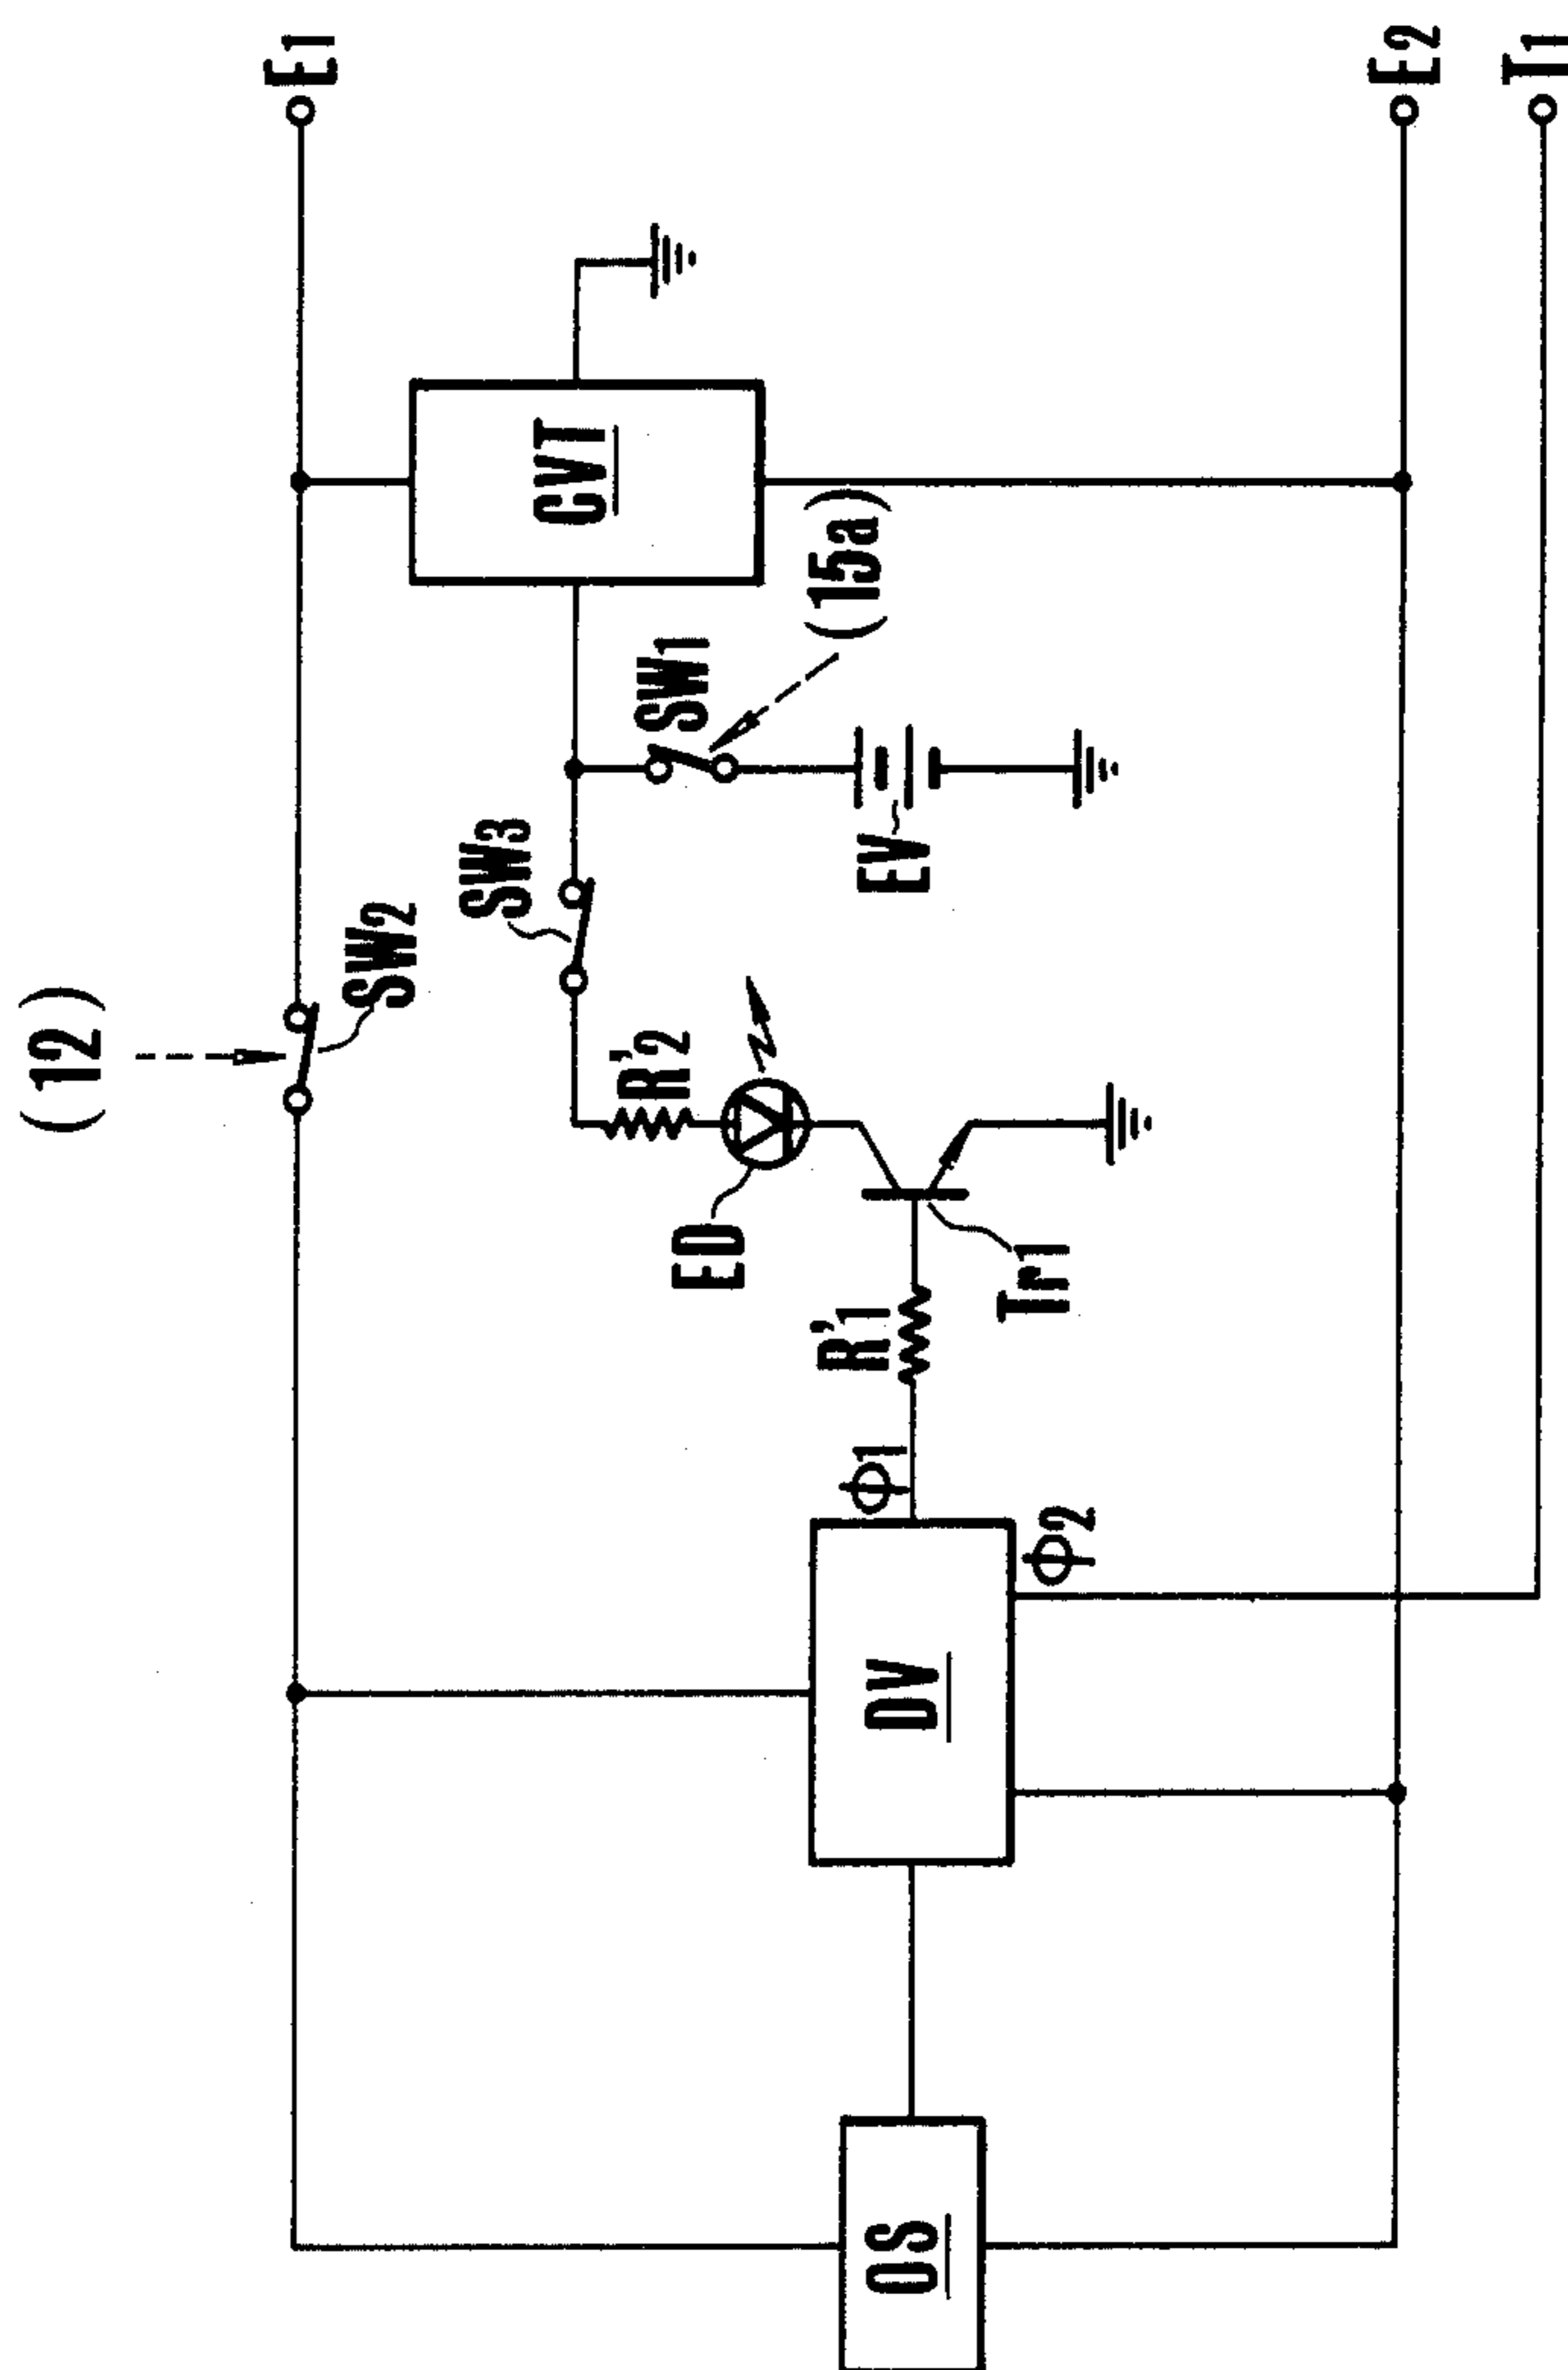 (12)
SW2
E1
CVT
SW3
SW1
(15a)
R'2
ED
EV
Tr1
R'1
Φ1
Φ2
DV
OS
E2
T1